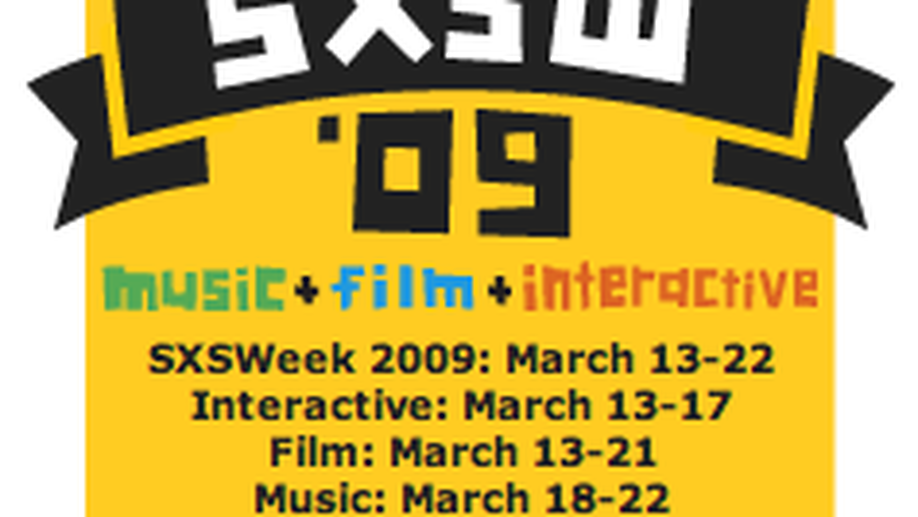 SXSW
'09
music + film + interactive
SXSWeek 2009: March 13-22
Interactive: March 13-17
Film: March 13-21
Music: March 18-22